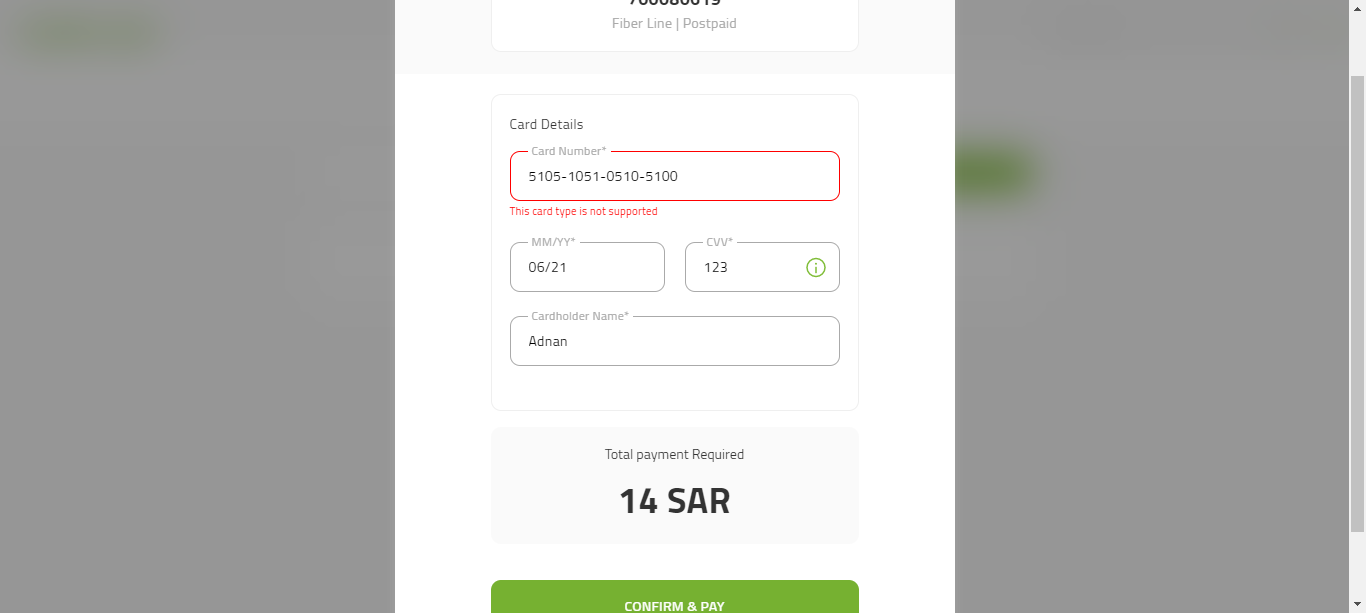 Fiber Line | Postpaid
Card Details
Card Number*
5105-1051-0510-5100
This card type is not supported
MM/YY*
CVV*
06/21
123
Cardholder Name*
Adnan
Total payment Required
14 SAR
CONFIRM & PAY